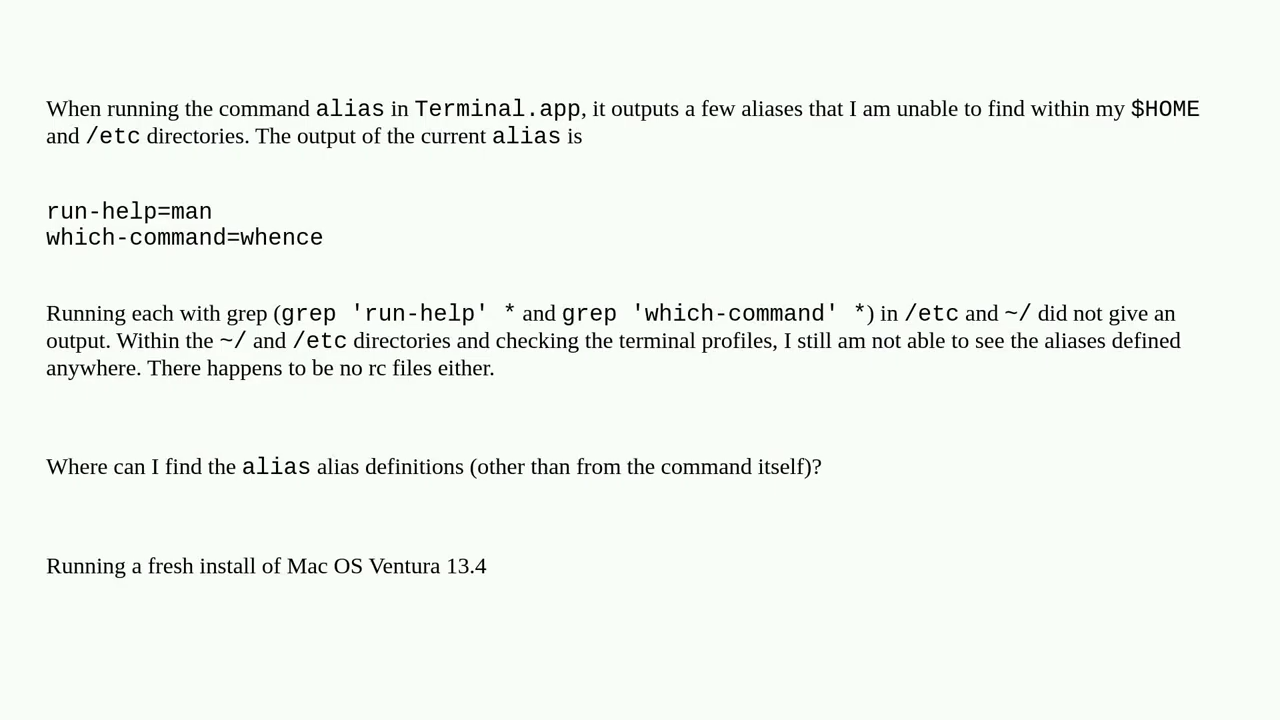 When running the command alias in Terminal.app, it outputs a few aliases that I am unable to find within my $HOME
and /etc directories. The output of the current alias is
run-help=man
which-command=whence
Running each with grep (grep 'run-help' * and grep 'which-command' *) in /etc and ~/ did not give an
output. Within the ~/ and /etc directories and checking the terminal profiles, I still am not able to see the aliases defined
anywhere. There happens to be no rc files either.
Where can I find the alias alias definitions (other than from the command itself)?
Running a fresh install of Mac OS Ventura 13.4